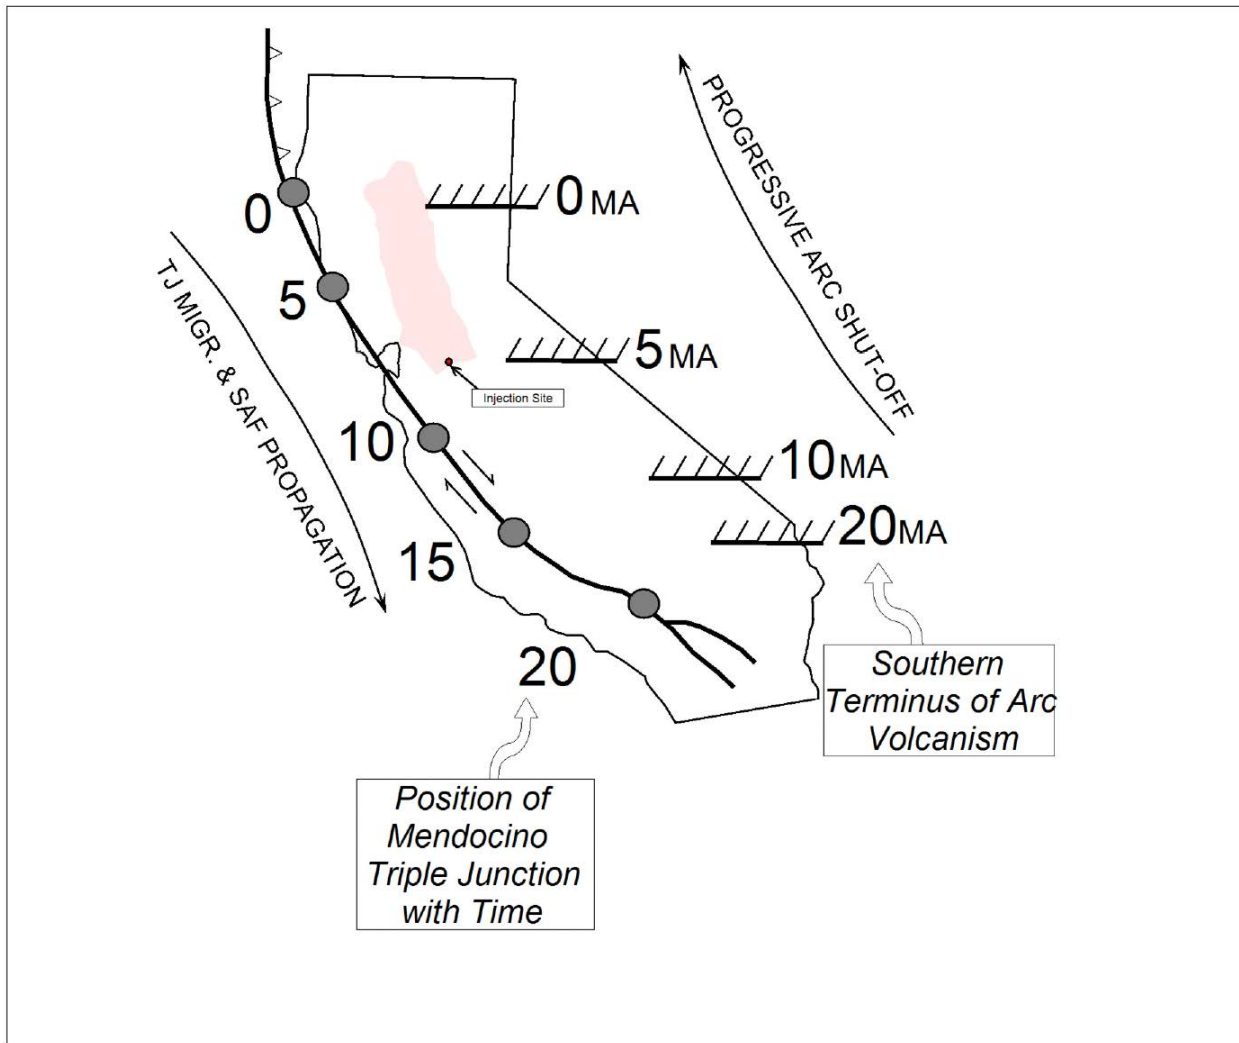 PROGRESSIVE ARC SHUT-OFF
0 MA
0
TJ MIGR. & SAF PROPAGATION
5
5 MA
Injection Site
10
10 MA
15
20 MA
20
Southern
Terminus of Arc
Volcanism
Position of
Mendocino
Triple Junction
with Time